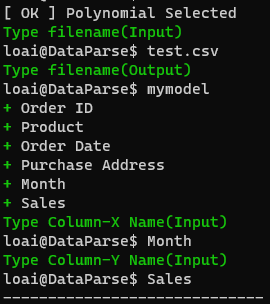 [ OK ] Polynomial Selected
Type filename(Input)
loai@DataParse$ test.csv
Type filename(Output)
loai@DataParse$ mymodel
+ Order ID
+ Product
+ Order Date
+ Purchase Address
+ Month
+ Sales
Type Column-X Name(Input)
loai@DataParse$ Month
Type Column-Y Name(Input)
loai@DataParse$ Sales
-----------------------------